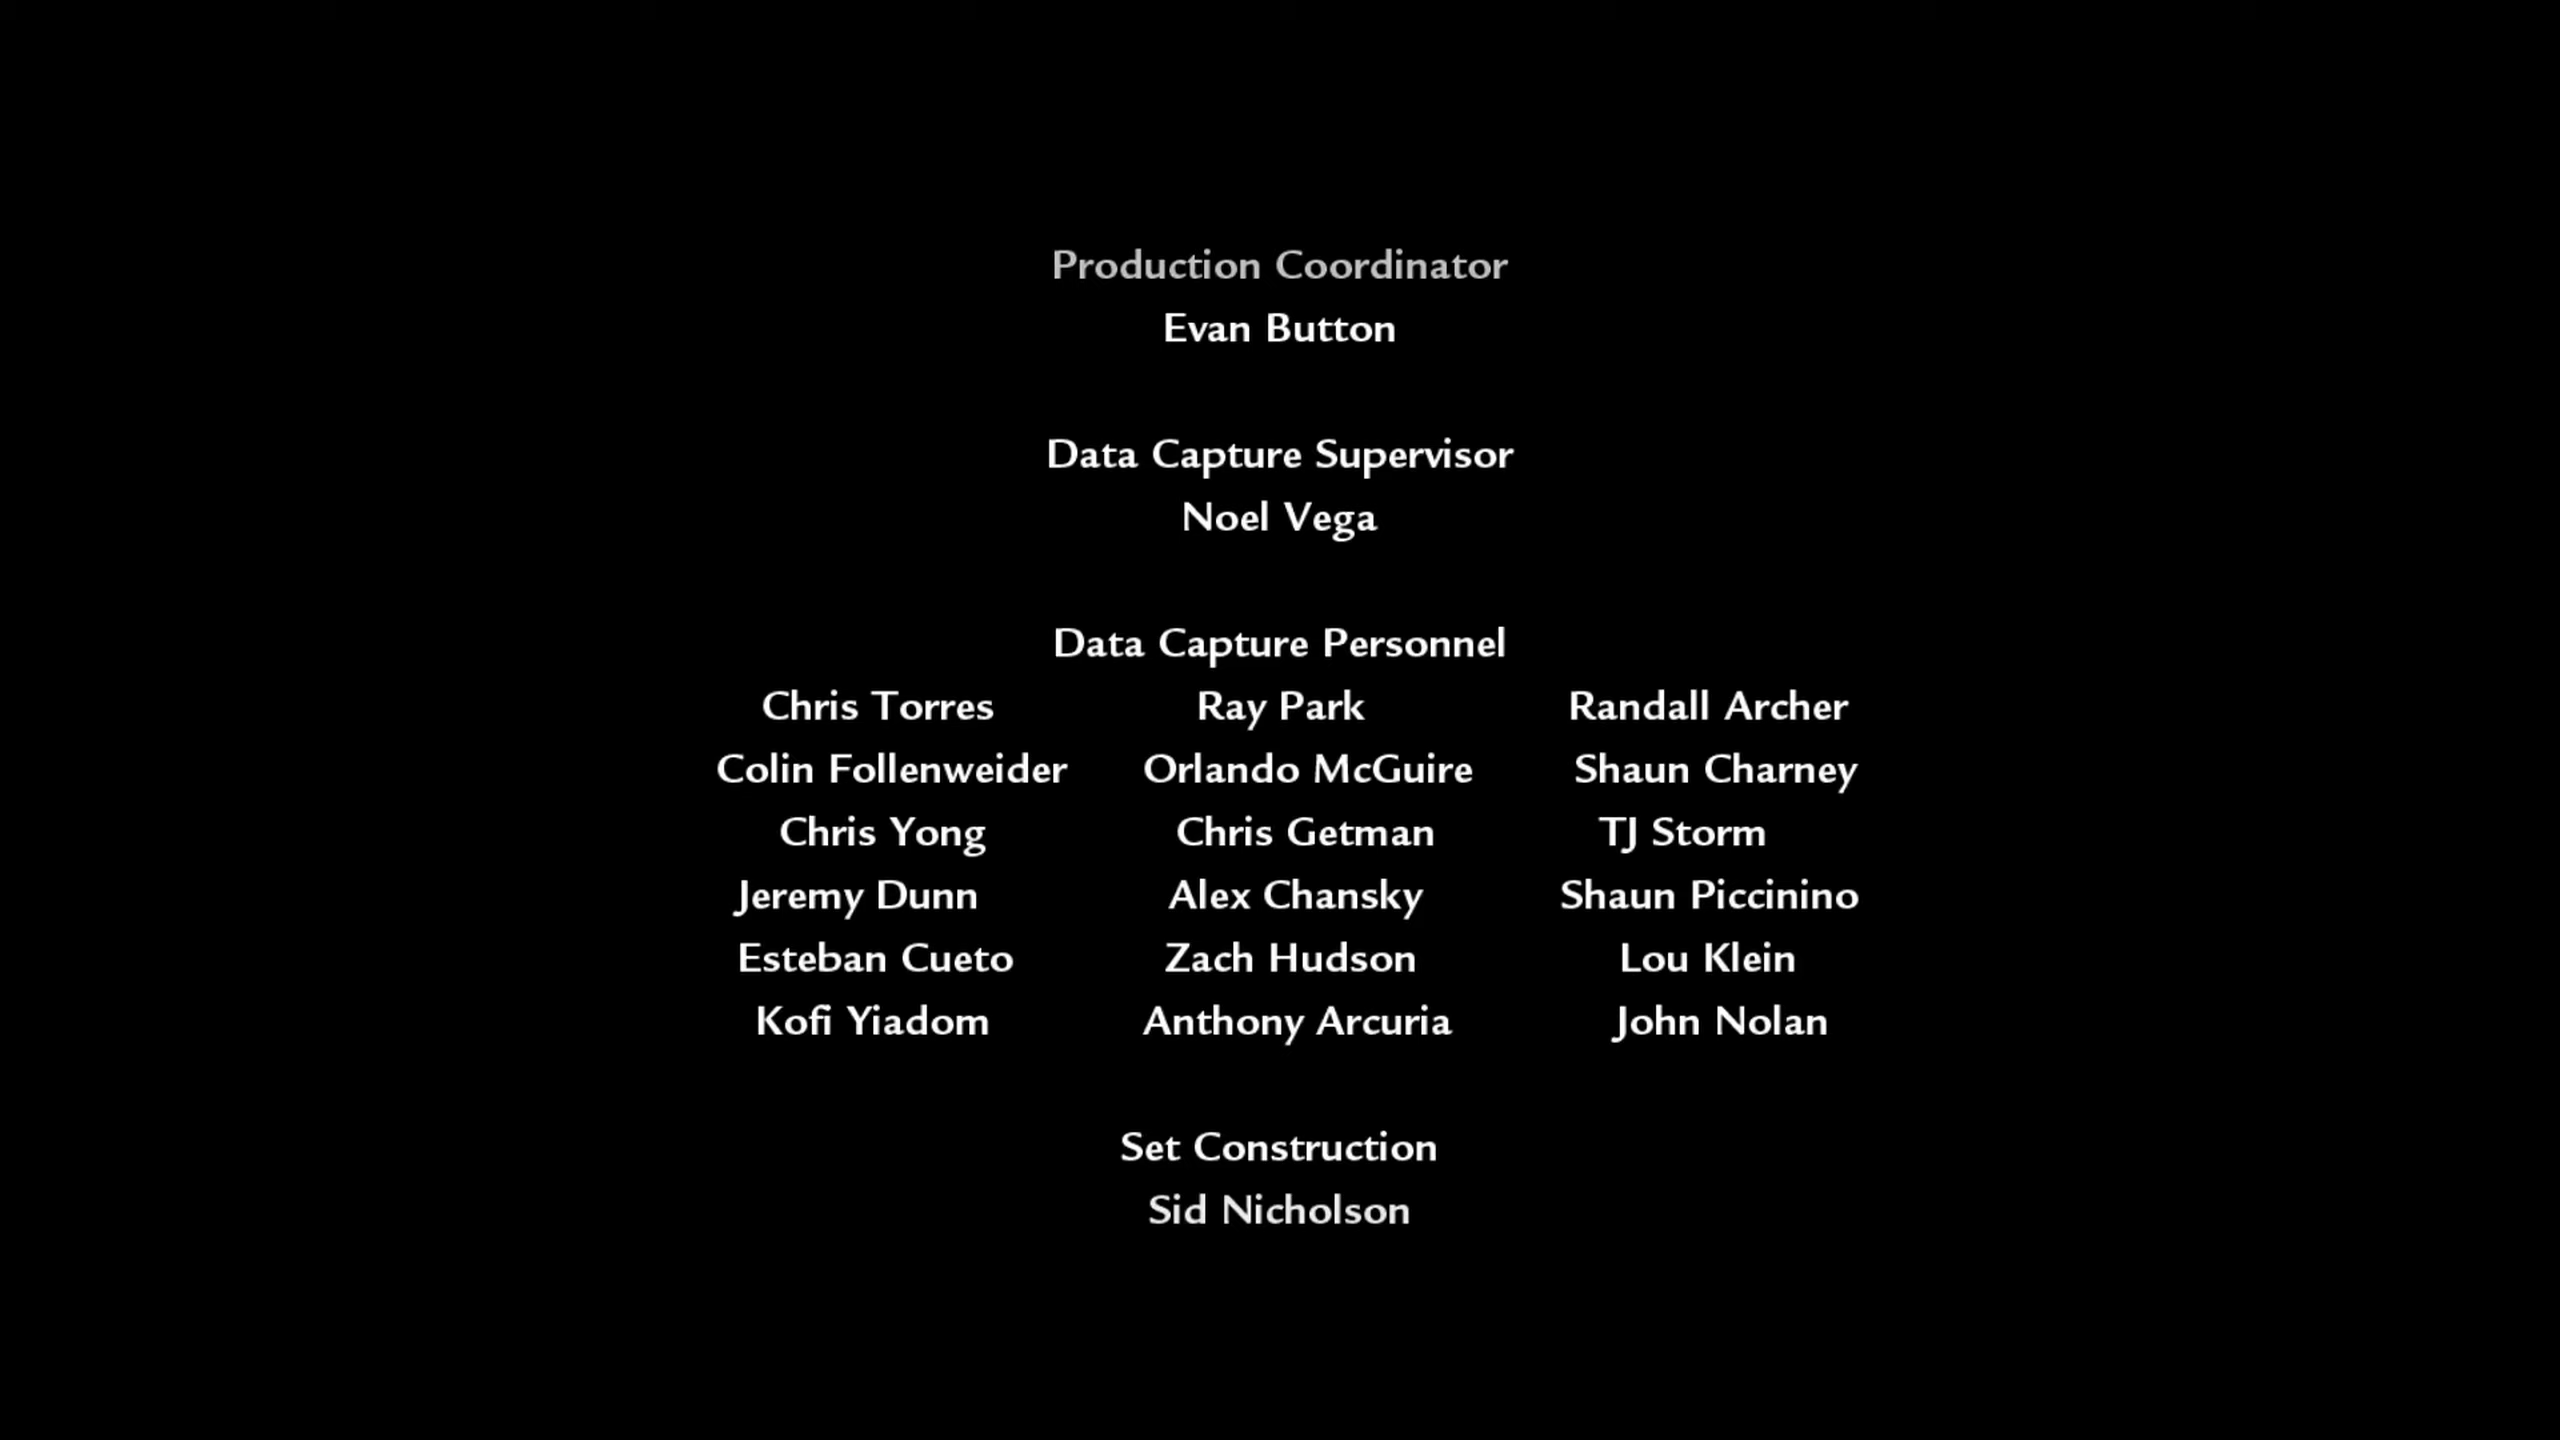 Production Coordinator
Evan Button
Data Capture Supervisor
Noel Vega
Data Capture Personnel
Chris Torres Ray Park Randall Archer
Colin Follenweider Orlando McGuire Shaun Charney
Chris Yong Chris Getman TJ Storm
Jeremy Dunn Alex Chansky Shaun Piccinino
Esteban Cueto Zach Hudson Lou Klein
Kofi Yiadom Anthony Arcuria John Nolan
Set Construction
Sid Nicholson